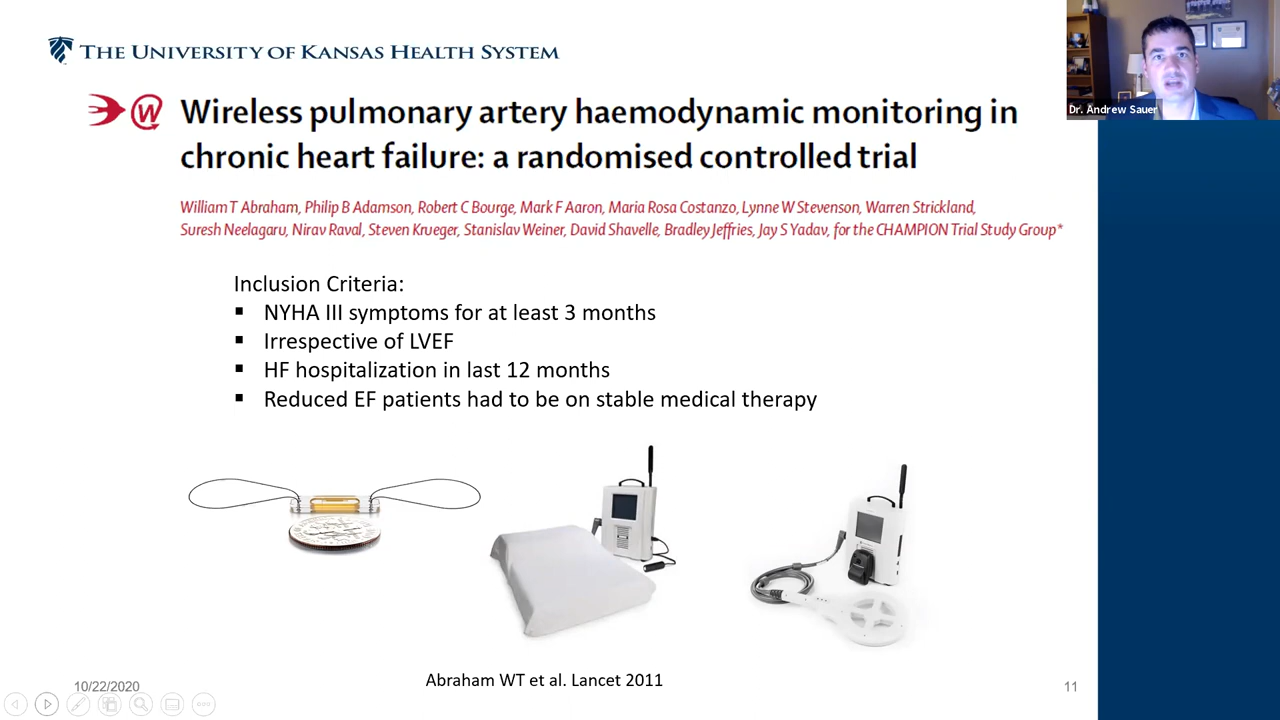 THE UNIVERSITY OF KANSAS HEALTH SYSTEM
Dr. Andrew Sauer
W
Wireless pulmonary artery haemodynamic monitoring in
chronic heart failure: a randomised controlled trial
William T Abraham, Philip B Adamson, Robert C Bourge, Mark F Aaron, Maria Rosa Costanzo, Lynne W Stevenson, Warren Strickland,
Suresh Neelagaru, Nirav Raval, Steven Krueger, Stanislav Weiner, David Shavelle, Bradley Jeffries, Jay S Yadav, for the CHAMPION Trial Study Group*
Inclusion Criteria:
▪ NYHA III symptoms for at least 3 months
▪ Irrespective of LVEF
▪ HF hospitalization in last 12 months
▪ Reduced EF patients had to be on stable medical therapy
Abraham WT et al. Lancet 2011
10/22/2020
11